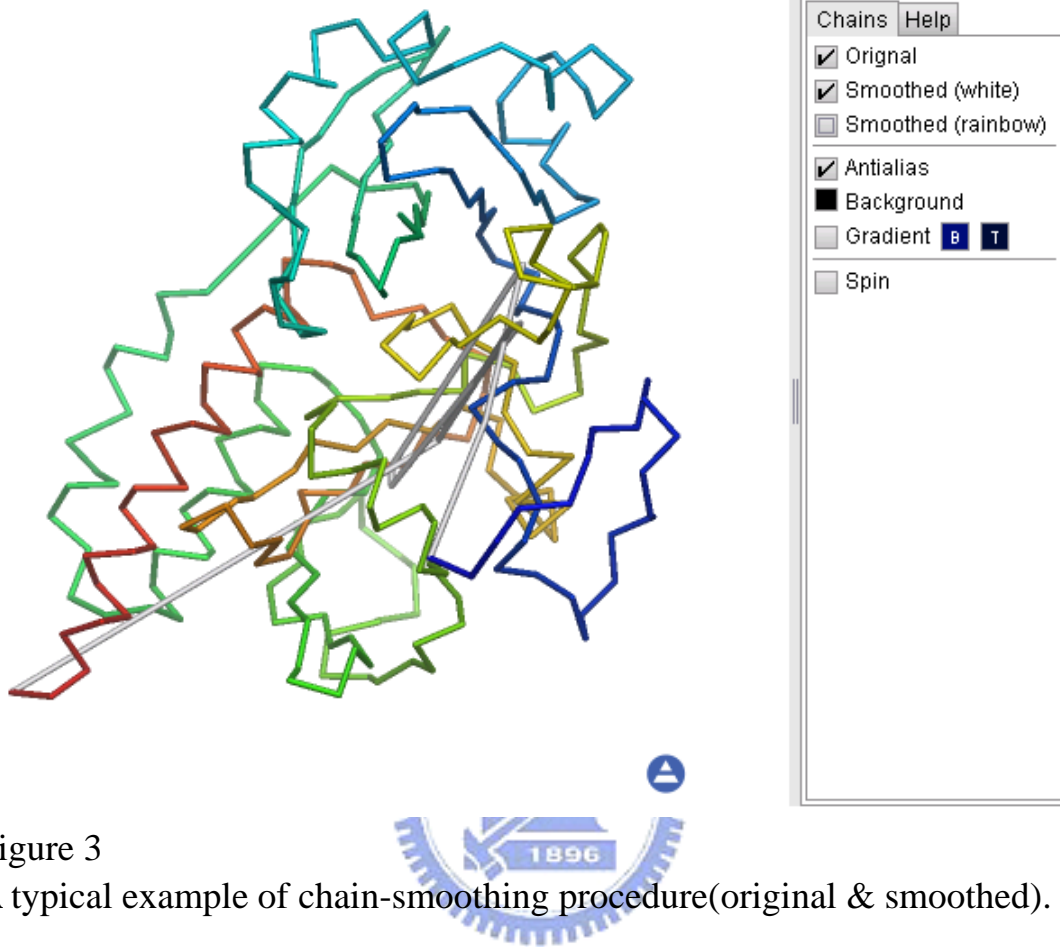 Chains Help
Orignal
Smoothed (white)
Smoothed (rainbow)
Antialias
Background
Gradient B T
Spin
1896
igure 3
typical example of chain-smoothing procedure(original & smoothed).